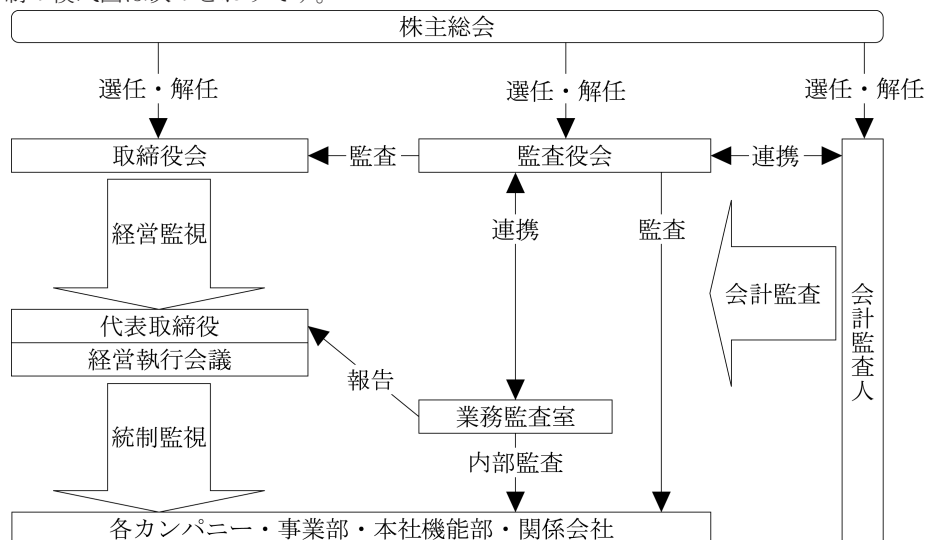 株主総会
選任・解任
選任・解任
選任・解任
取締役会
監査
監査役会
連携
経営監視
連携
監査
会計監査
会計監査人
代表取締役
経営執行会議
報告
業務監査室
統制監視
内部監査
各カンパニー・事業部・本社機能部・関係会社